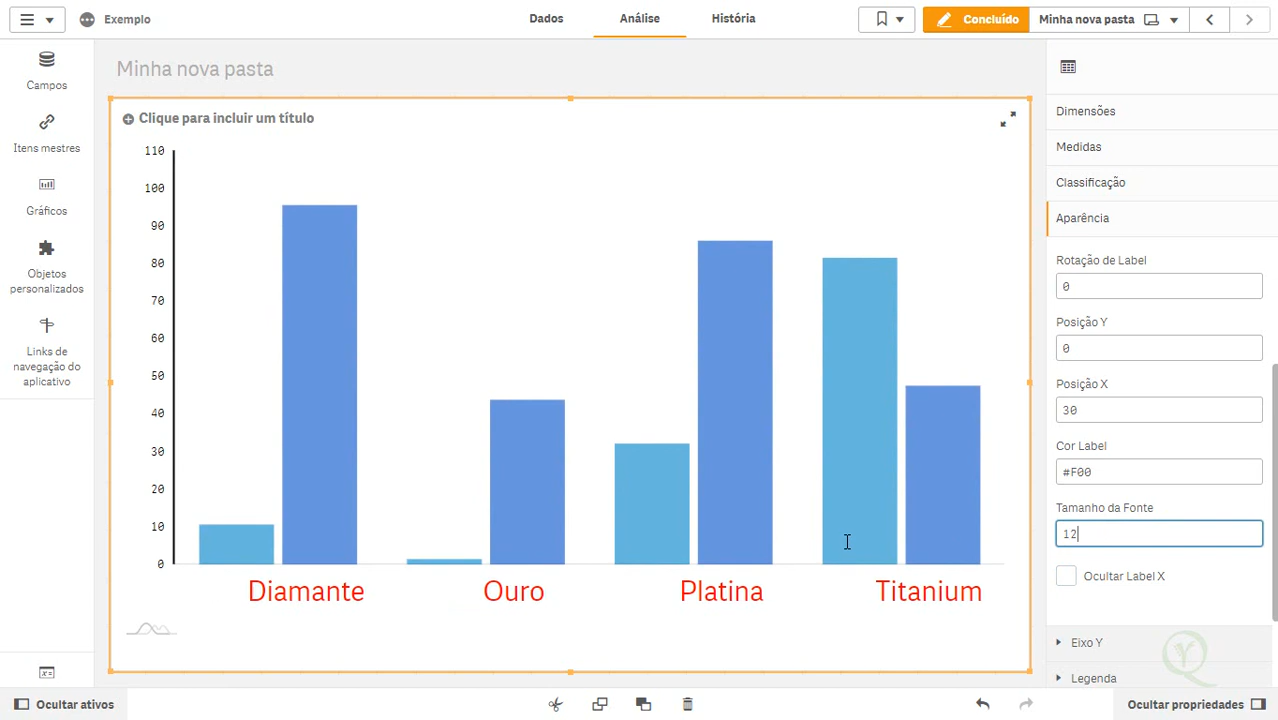 Exemplo
Dados
Análise
História
Concluído
Minha nova pasta
Campos
Itens mestres
Gráficos
Objetos
personalizados
Links de
navegação do
aplicativo
Minha nova pasta
Clique para incluir um título
110
100
90
80
70
60
50
40
30
20
10
0
Diamante
Ouro
Platina
Titanium
Dimensões
Medidas
Classificação
Aparência
Rotação de Label
0
Posição Y
0
Posição X
30
Cor Label
#F00
Tamanho da Fonte
12
Ocultar Label X
Eixo Y
Legenda
Ocultar ativos
Ocultar propriedades